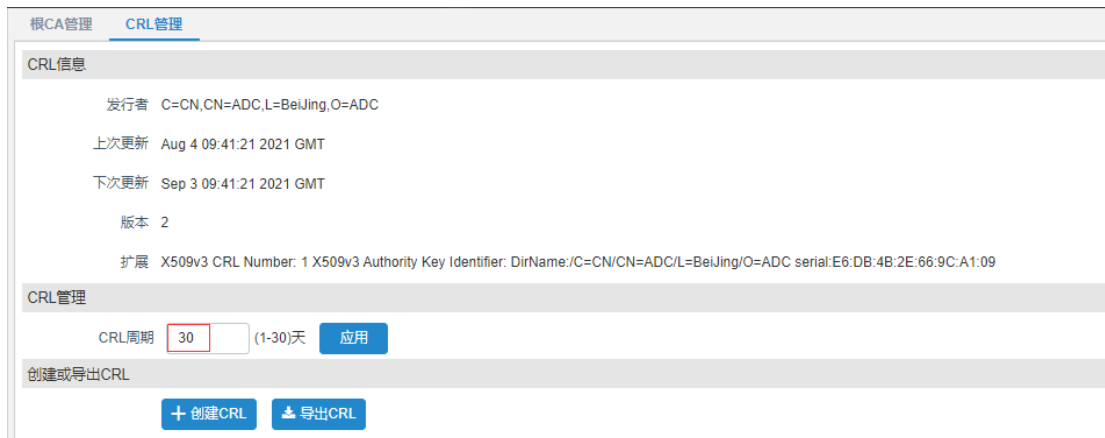 根CA管理 CRL管理
CRL信息
发行者 C=CN,CN=ADC,L=BeiJing,O=ADC
上次更新 Aug 4 09:41:21 2021 GMT
下次更新 Sep 3 09:41:21 2021 GMT
版本 2
扩展 X509v3 CRL Number: 1 X509v3 Authority Key Identifier: DirName:/C=CN/CN=ADC/L=BeiJing/O=ADC serial:E6:DB:4B:2E:66:9C:A1:09
CRL管理
CRL周期 30 (1-30)天 应用
创建或导出CRL
创建CRL 导出CRL